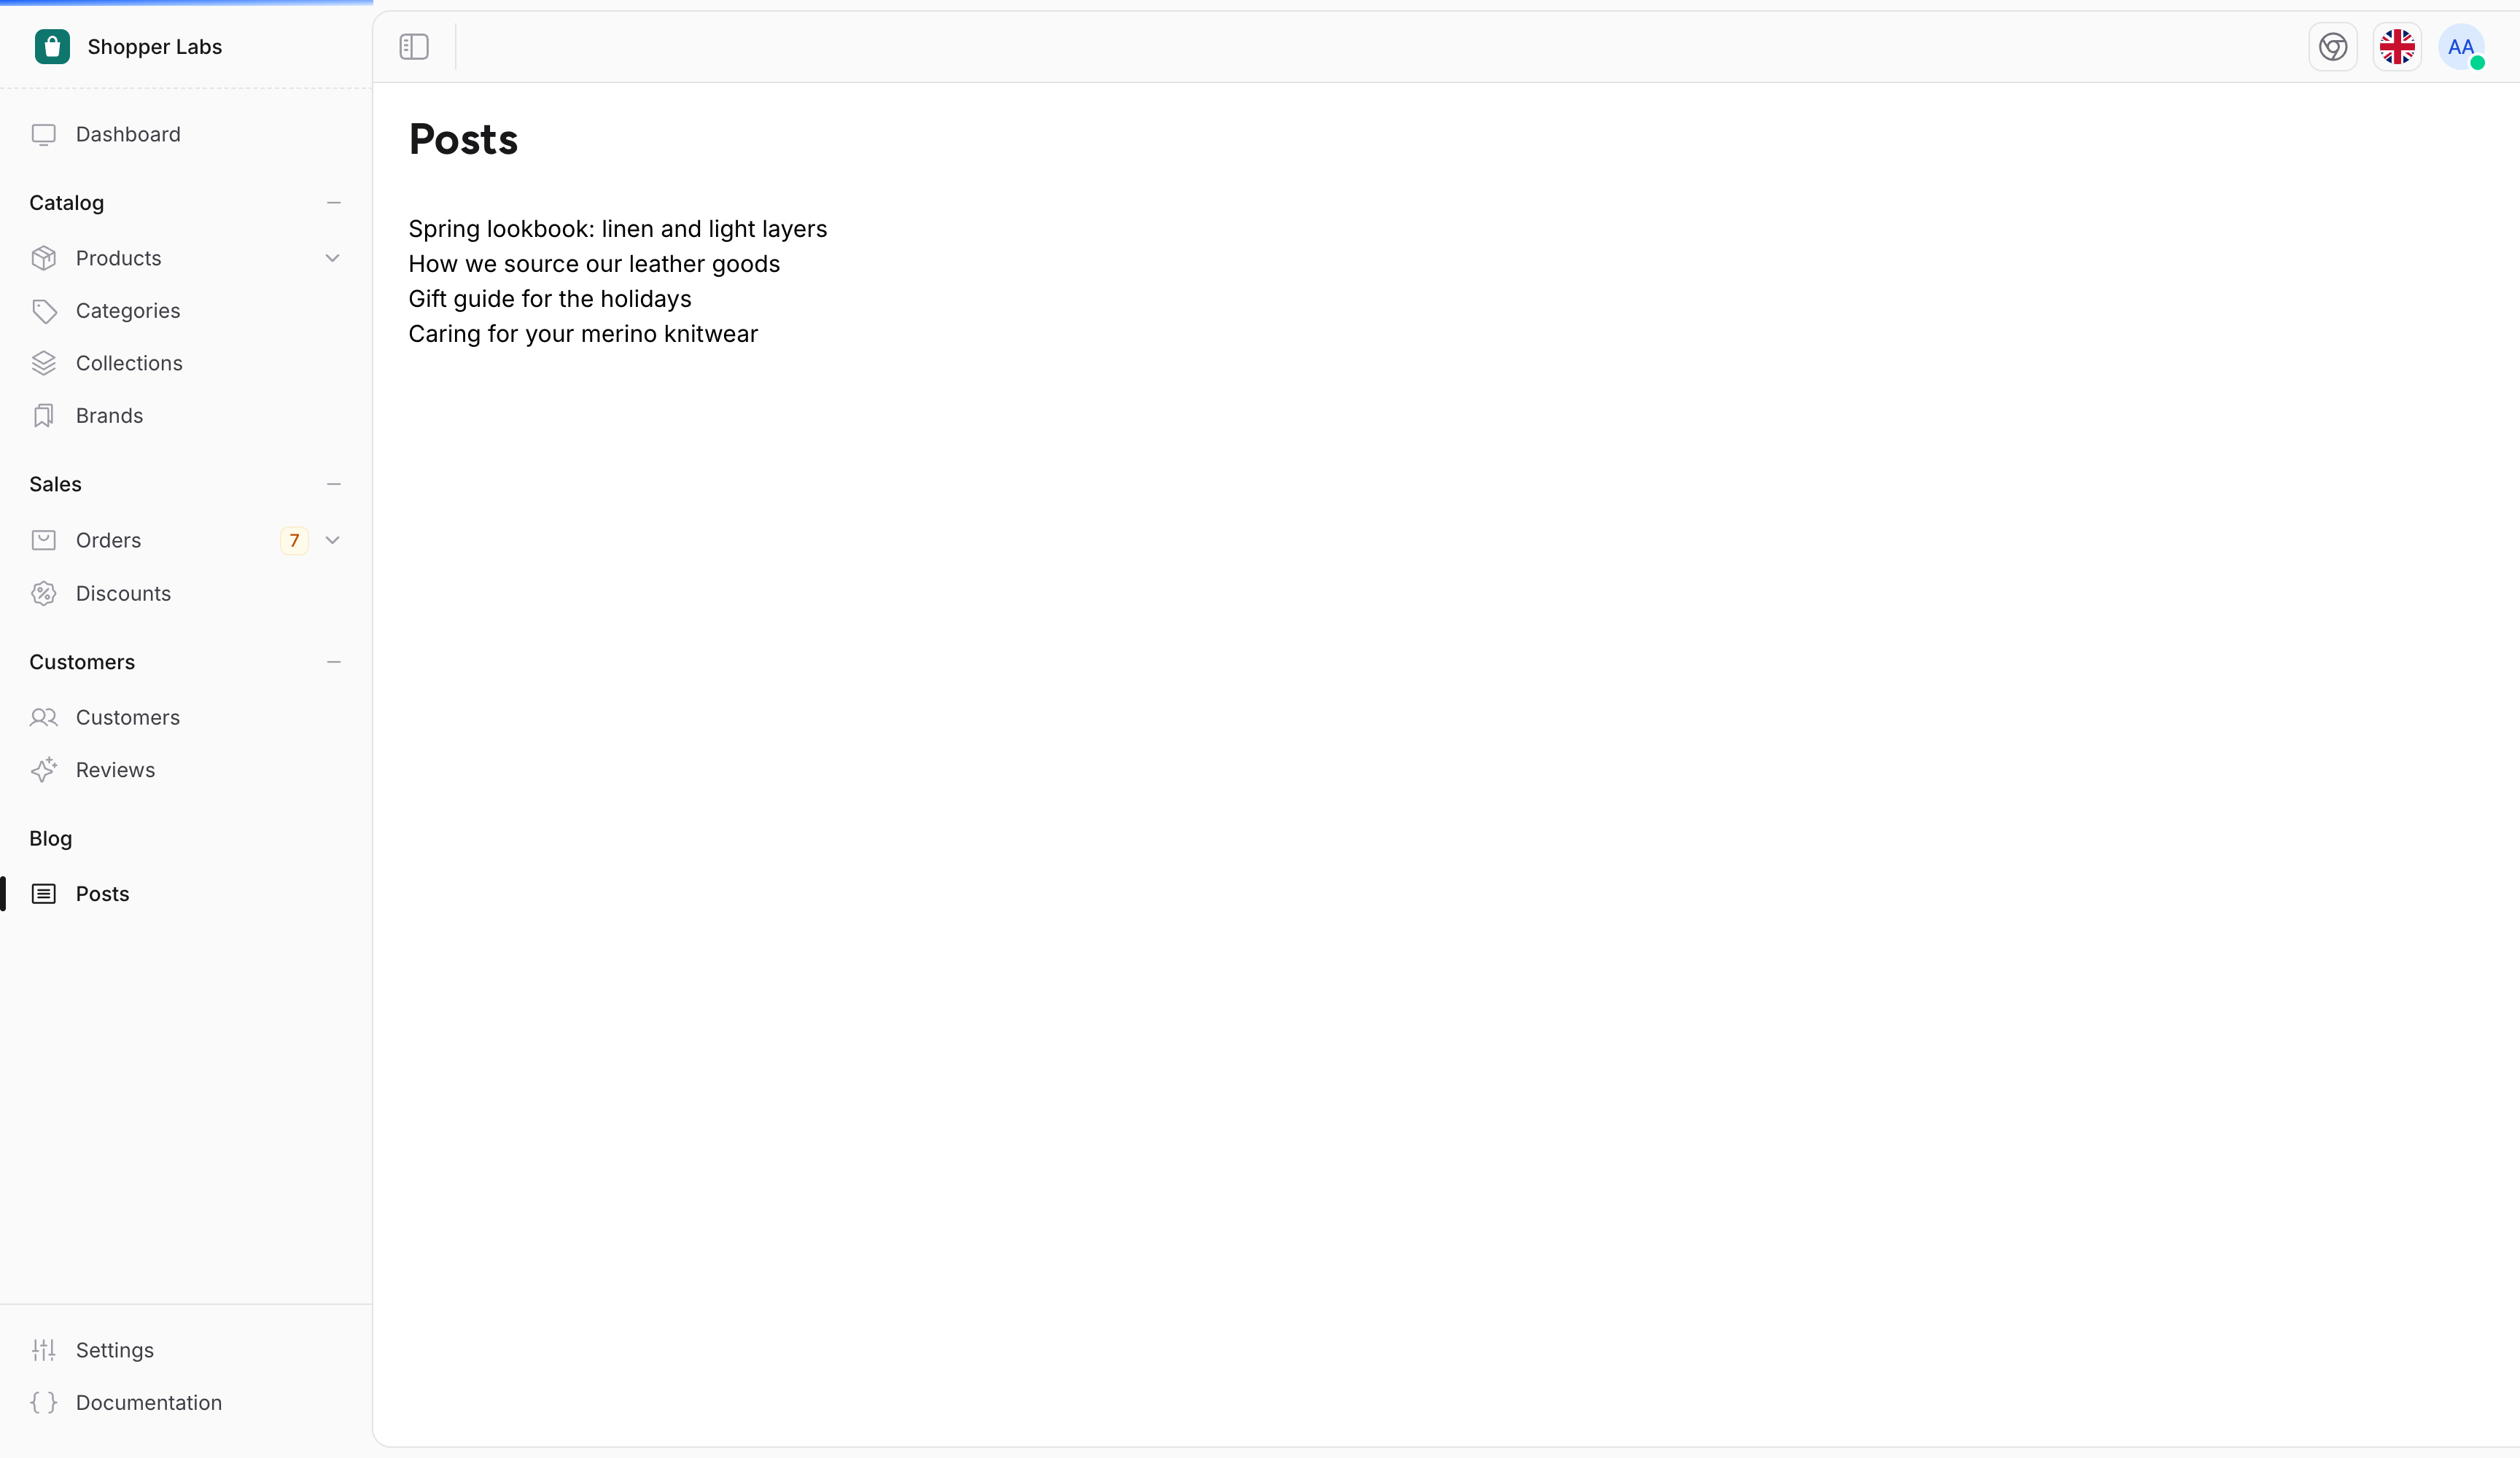 Shopper Labs
AA
Dashboard
Catalog
Products
Categories
Collections
Brands
Sales
Orders 7
Discounts
Customers
Customers
Reviews
Blog
Posts
Settings
Documentation
Posts
Spring lookbook: linen and light layers
How we source our leather goods
Gift guide for the holidays
Caring for your merino knitwear